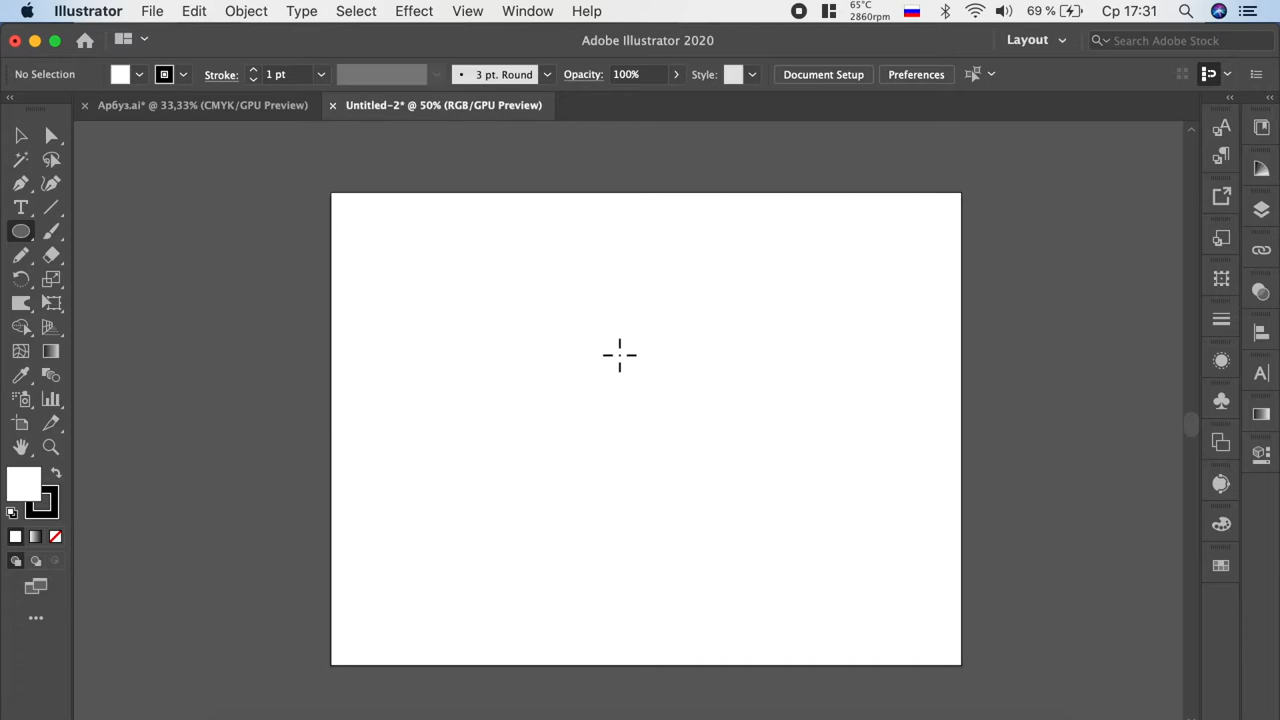 Illustrator File Edit Object Type Select Effect View Window Help 65°C 2860rpm 69 % Ср 17:31
Adobe Illustrator 2020 Layout Search Adobe Stock
No Selection Stroke: 1 pt 3 pt. Round Opacity: 100% Style: Document Setup Preferences
Арбуз.ai* @ 33,33% (CMYK/GPU Preview) Untitled-2* @ 50% (RGB/GPU Preview)